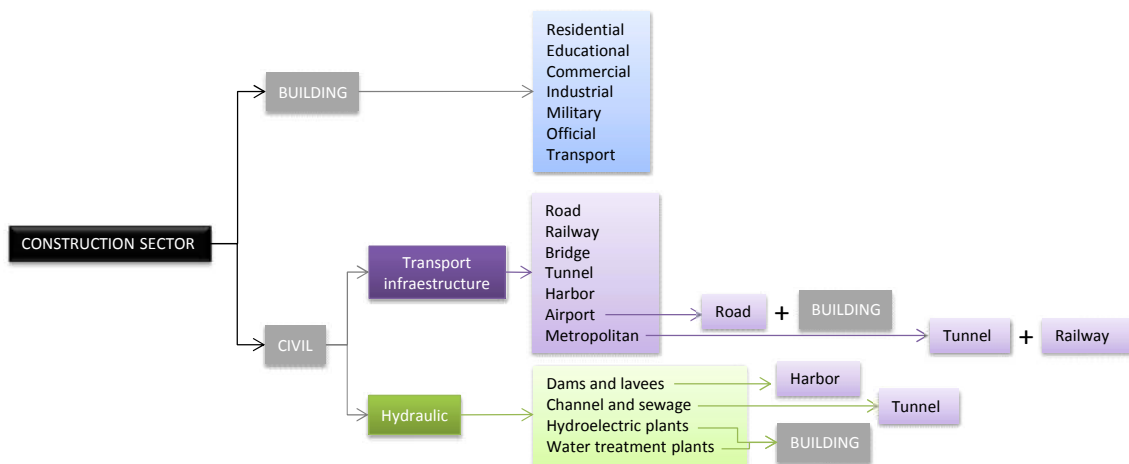 Residential
Educational
Commercial
Industrial
Military
Official
Transport
BUILDING
CONSTRUCTION SECTOR
CIVIL
Transport
infraestructure
Road
Railway
Bridge
Tunnel
Harbor
Airport
Metropolitan
Road
+
BUILDING
Tunnel
+
Railway
Hydraulic
Dams and lavees
Channel and sewage
Hydroelectric plants
Water treatment plants
Harbor
Tunnel
BUILDING